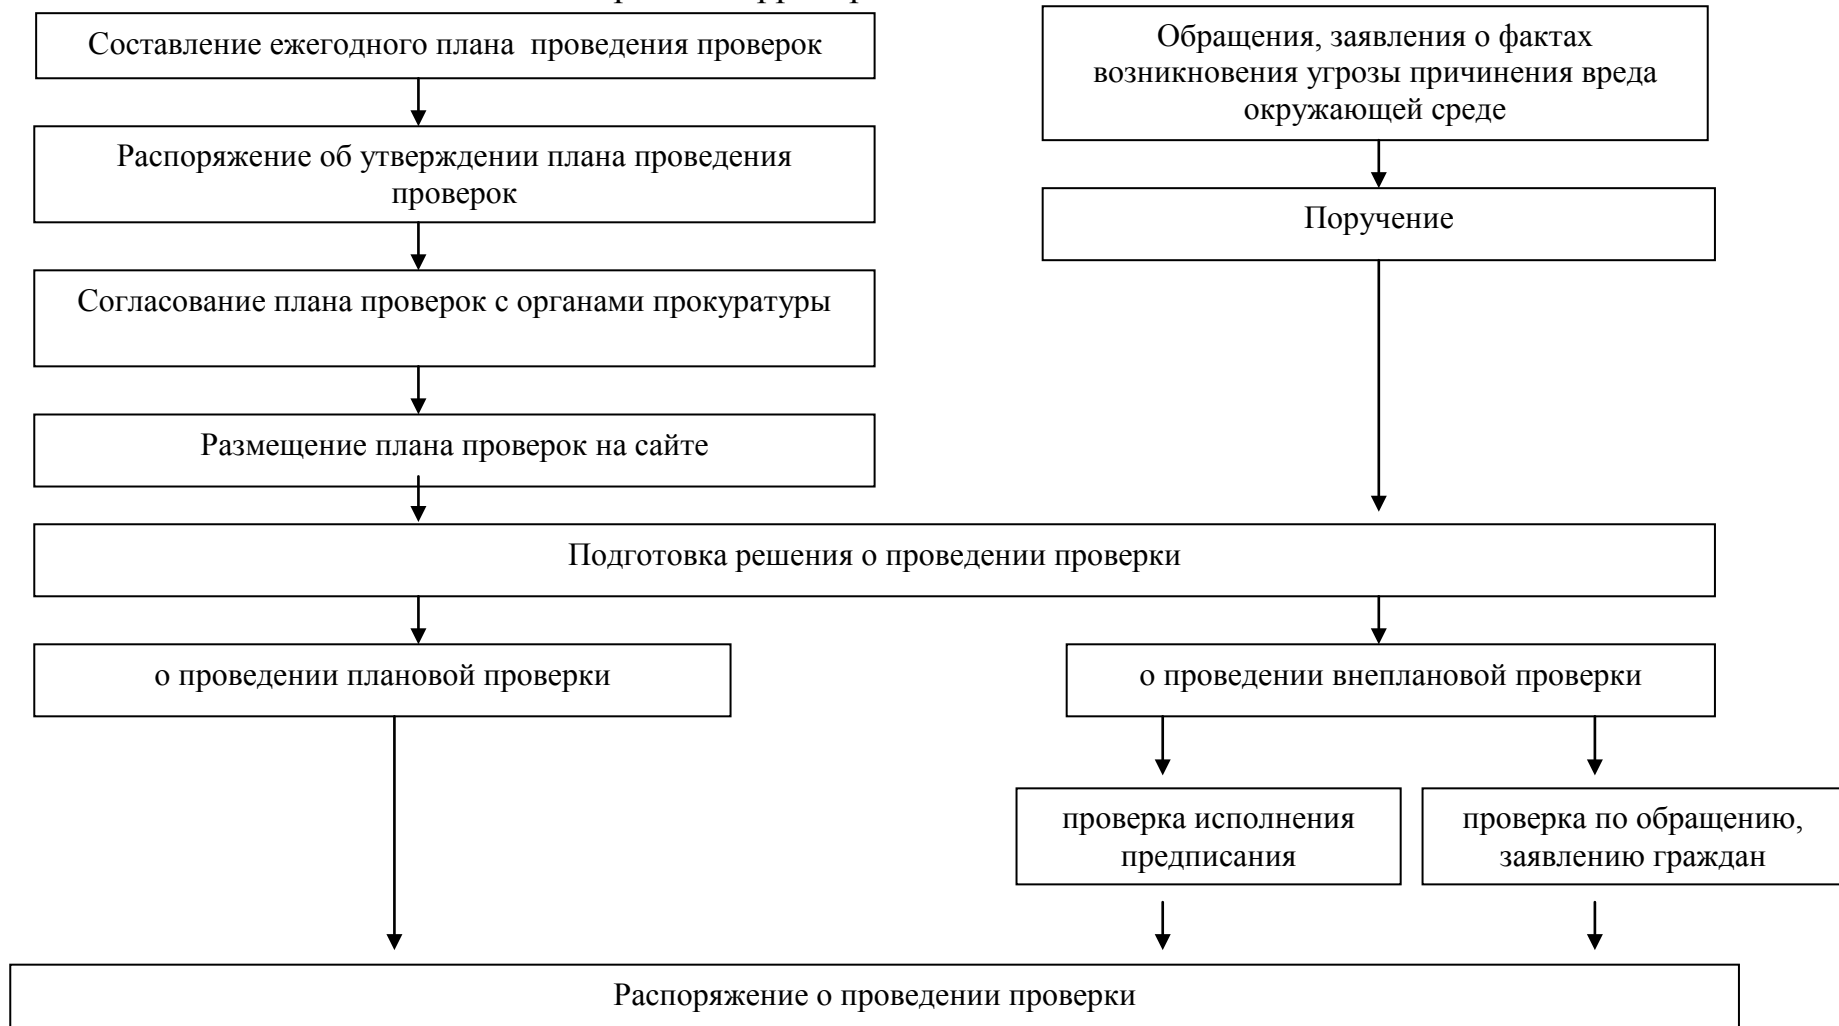 Составление ежегодного плана проведения проверок
Обращения, заявления о фактах
возникновения угрозы причинения вреда
окружающей среде
Распоряжение об утверждении плана проведения
проверок
Поручение
Согласование плана проверок с органами прокуратуры
Размещение плана проверок на сайте
Подготовка решения о проведении проверки
о проведении плановой проверки
о проведении внеплановой проверки
проверка исполнения
предписания
проверка по обращению,
заявлению граждан
Распоряжение о проведении проверки